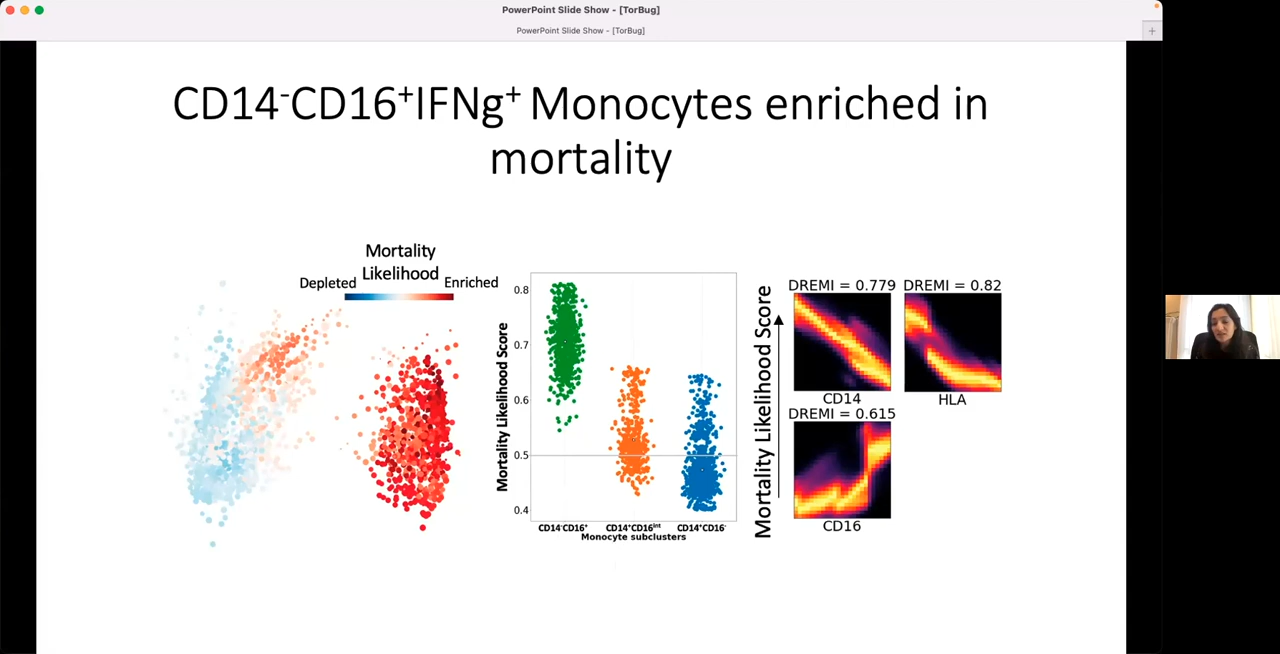 PowerPoint Slide Show - [TorBug]
PowerPoint Slide Show - [TorBug]
CD14⁻CD16⁺IFNg⁺ Monocytes enriched in
mortality
Mortality
Likelihood
Depleted
Enriched
Mortality Likelihood Score
0.8
0.7
0.6
0.5
0.4
CD14⁻CD16⁺
CD14⁺CD16ⁱⁿᵗ
CD14⁺CD16⁻
Monocyte subclusters
Mortality Likelihood Score
DREMI = 0.779
DREMI = 0.82
CD14
HLA
DREMI = 0.615
CD16